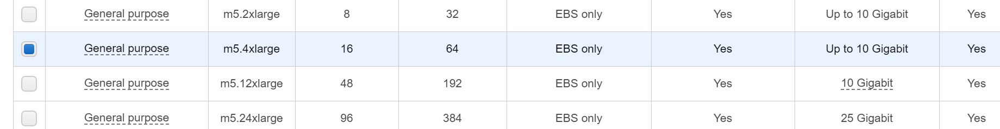 General purpose m5.2xlarge 8 32 EBS only Yes Up to 10 Gigabit Yes
General purpose m5.4xlarge 16 64 EBS only Yes Up to 10 Gigabit Yes
General purpose m5.12xlarge 48 192 EBS only Yes 10 Gigabit Yes
General purpose m5.24xlarge 96 384 EBS only Yes 25 Gigabit Yes